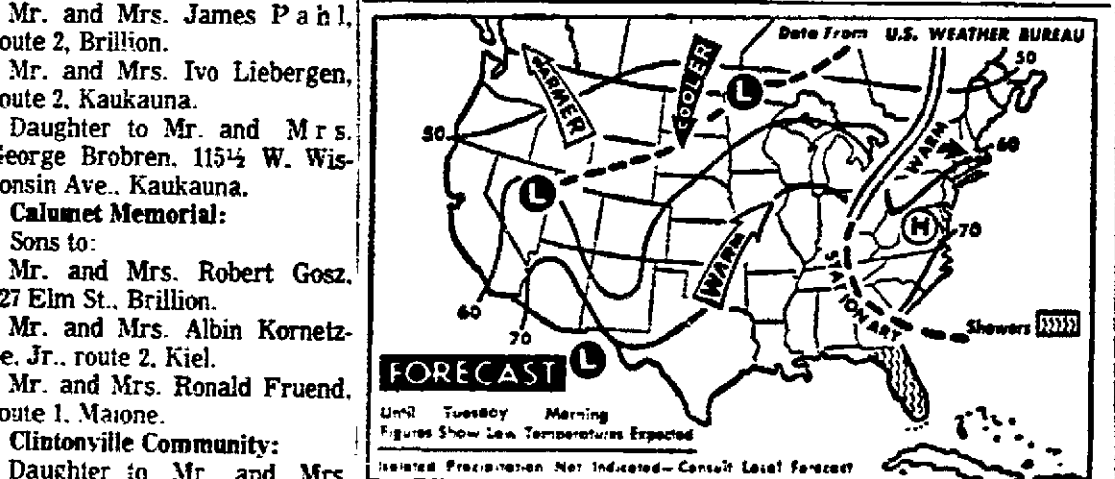 Mr. and Mrs. James P a h l,
oute 2, Brillion.
Mr. and Mrs. Ivo Liebergen,
oute 2, Kaukauna.
Daughter to Mr. and M r s.
George Brobren, 115½ W. Wis-
onsin Ave., Kaukauna.
Calumet Memorial:
Sons to:
Mr. and Mrs. Robert Gosz,
27 Elm St., Brillion.
Mr. and Mrs. Albin Kornetz-
e, Jr., route 2, Kiel.
Mr. and Mrs. Ronald Fruend,
oute 1, Malone.
Clintonville Community:
Daughter to Mr. and Mrs.
Data From U.S. WEATHER BUREAU
WARMER
COOLER
L
50
50
WARM
60
L
H
70
WARM
STATIONARY
60
70
L
Showers
FORECAST
Until Tuesday Morning
Figures Show Low Temperatures Expected
Isolated Precipitation Not Indicated—Consult Local Forecast